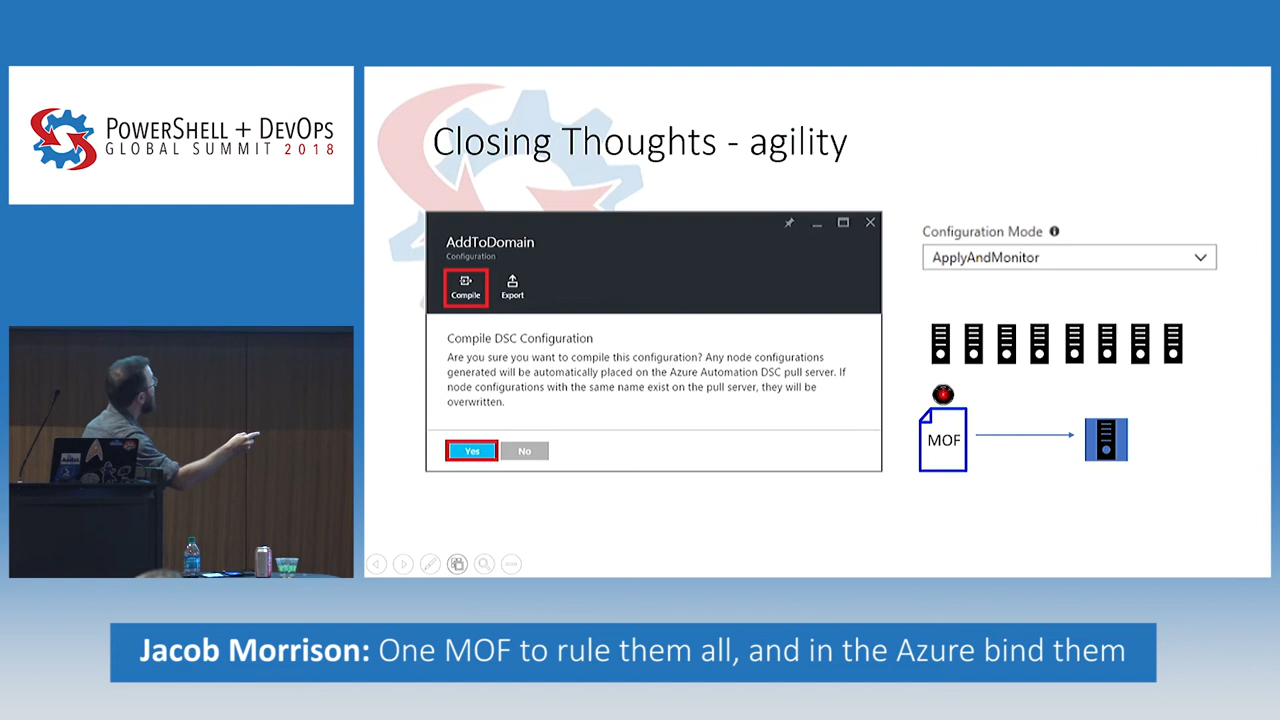 POWERSHELL + DEVOPS
GLOBAL SUMMIT 2018
Closing Thoughts - agility
AddToDomain
Configuration
Compile
Export
Compile DSC Configuration
Are you sure you want to compile this configuration? Any node configurations
generated will be automatically placed on the Azure Automation DSC pull server. If
node configurations with the same name exist on the pull server, they will be
overwritten.
Yes
No
Configuration Mode
ApplyAndMonitor
MOF
Jacob Morrison: One MOF to rule them all, and in the Azure bind them